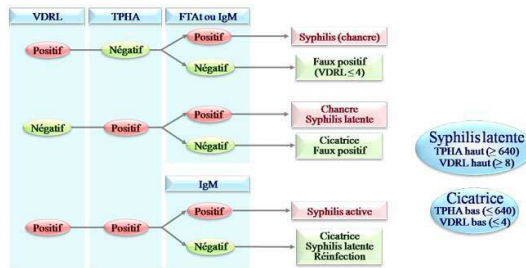 VDRL TPHA FTAt ou IgM
Positif Négatif Positif Syphilis (chancre)
Négatif Faux positif
(VDRL ≤ 4)
Négatif Positif Positif Chancre
Syphilis latente
Négatif Cicatrice
Faux positif
IgM
Positif Positif Positif Syphilis active
Négatif Cicatrice
Syphilis latente
Réinfection
Syphilis latente
TPHA haut (> 640)
VDRL haut (≥ 8)
Cicatrice
TPHA bas (≤ 640)
VDRL bas (≤ 4)